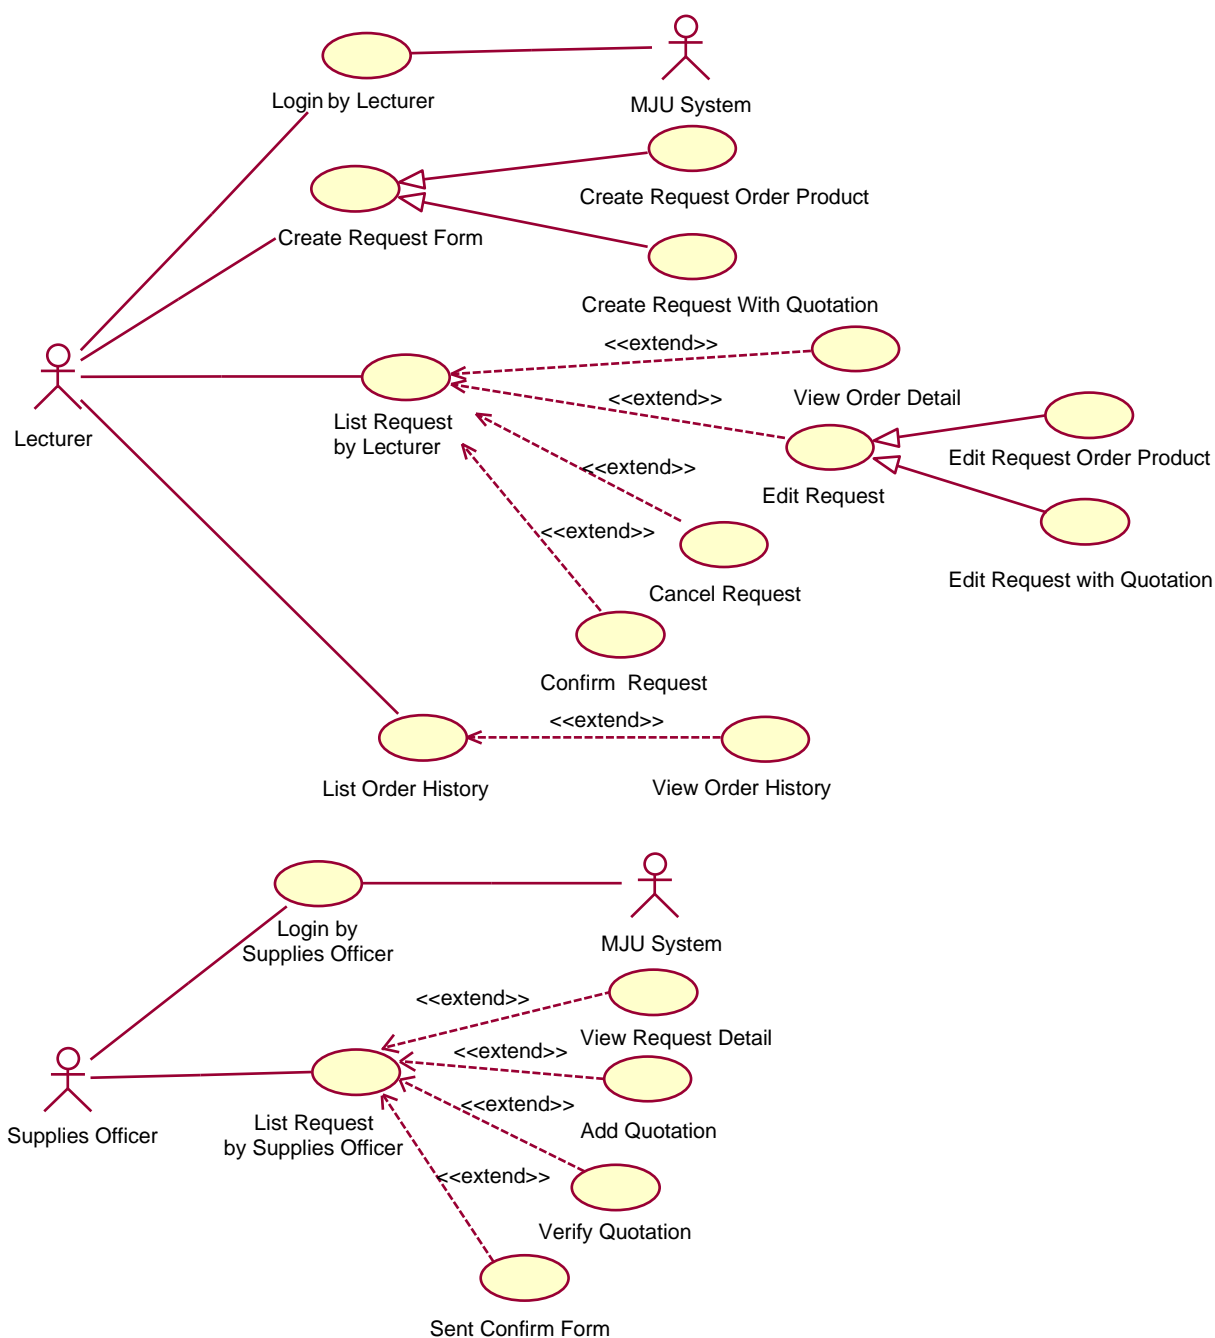 Login by Lecturer
MJU System
Create Request Order Product
Create Request Form
Create Request With Quotation
<<extend>>
View Order Detail
<<extend>>
List Request
by Lecturer
Lecturer
Edit Request Order Product
<<extend>>
Edit Request
<<extend>>
Edit Request with Quotation
Cancel Request
Confirm  Request
<<extend>>
List Order History
View Order History
Login by
Supplies Officer
MJU System
<<extend>>
View Request Detail
<<extend>>
<<extend>>
List Request
by Supplies Officer
Supplies Officer
Add Quotation
<<extend>>
Verify Quotation
Sent Confirm Form